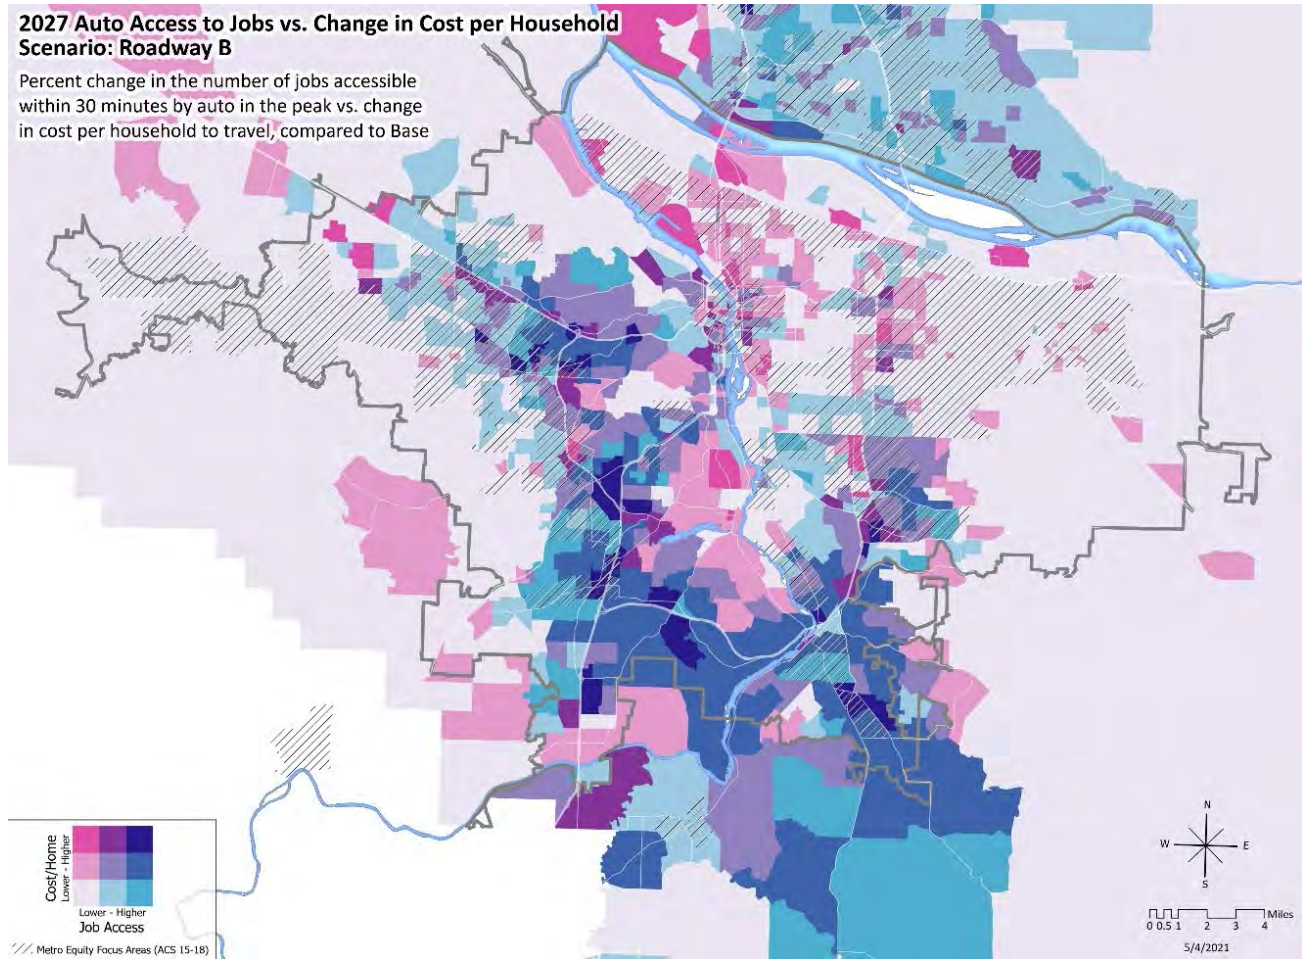 2027 Auto Access to Jobs vs. Change in Cost per Household
Scenario: Roadway B
Percent change in the number of jobs accessible
within 30 minutes by auto in the peak vs. change
in cost per household to travel, compared to Base
Cost/Home
Lower - Higher
Lower - Higher
Job Access
Metro Equity Focus Areas (ACS 15-18)
N
W E
S
Miles
0 0.5 1 2 3 4
5/4/2021